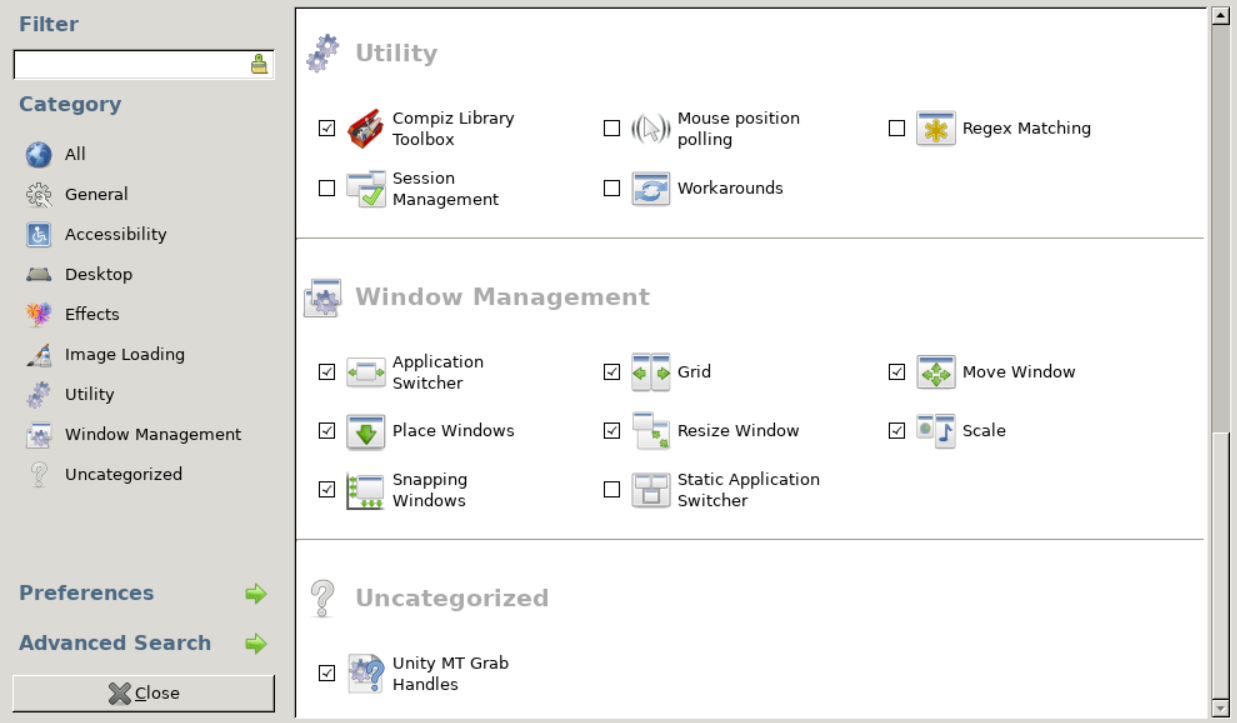 Filter
Category
All
General
Accessibility
Desktop
Effects
Image Loading
Utility
Window Management
Uncategorized
Preferences
Advanced Search
Close
Utility
Compiz Library
Toolbox
Mouse position
polling
Regex Matching
Session
Management
Workarounds
Window Management
Application
Switcher
Grid
Move Window
Place Windows
Resize Window
Scale
Snapping
Windows
Static Application
Switcher
Uncategorized
Unity MT Grab
Handles